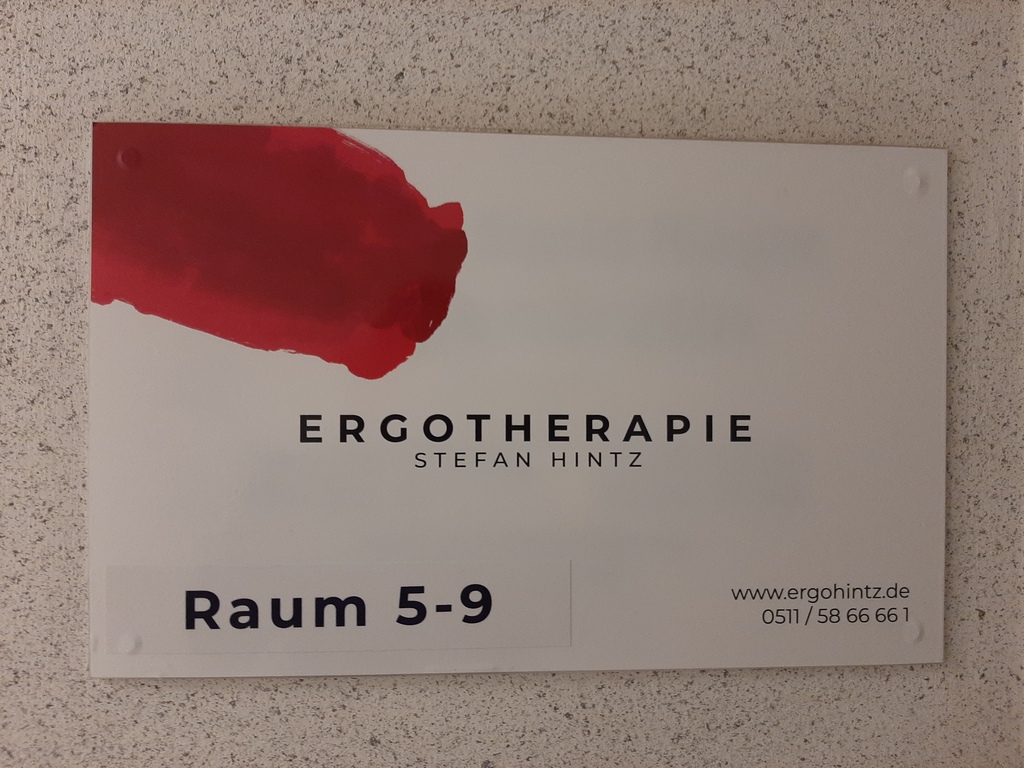 ERGOTHERAPIE
STEFAN HINTZ
Raum 5-9
www.ergohintz.de
0511 / 58 66 66 1